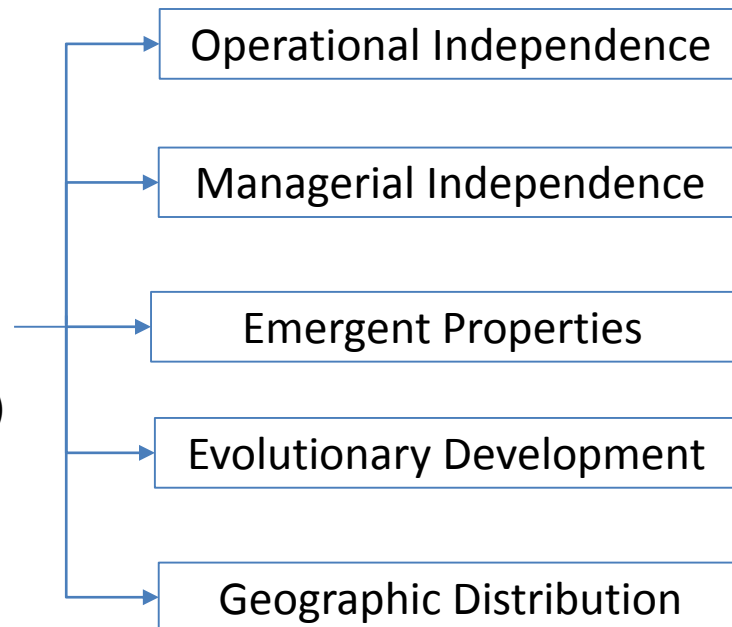 Operational Independence
Managerial Independence
Emergent Properties
)
Evolutionary Development
Geographic Distribution